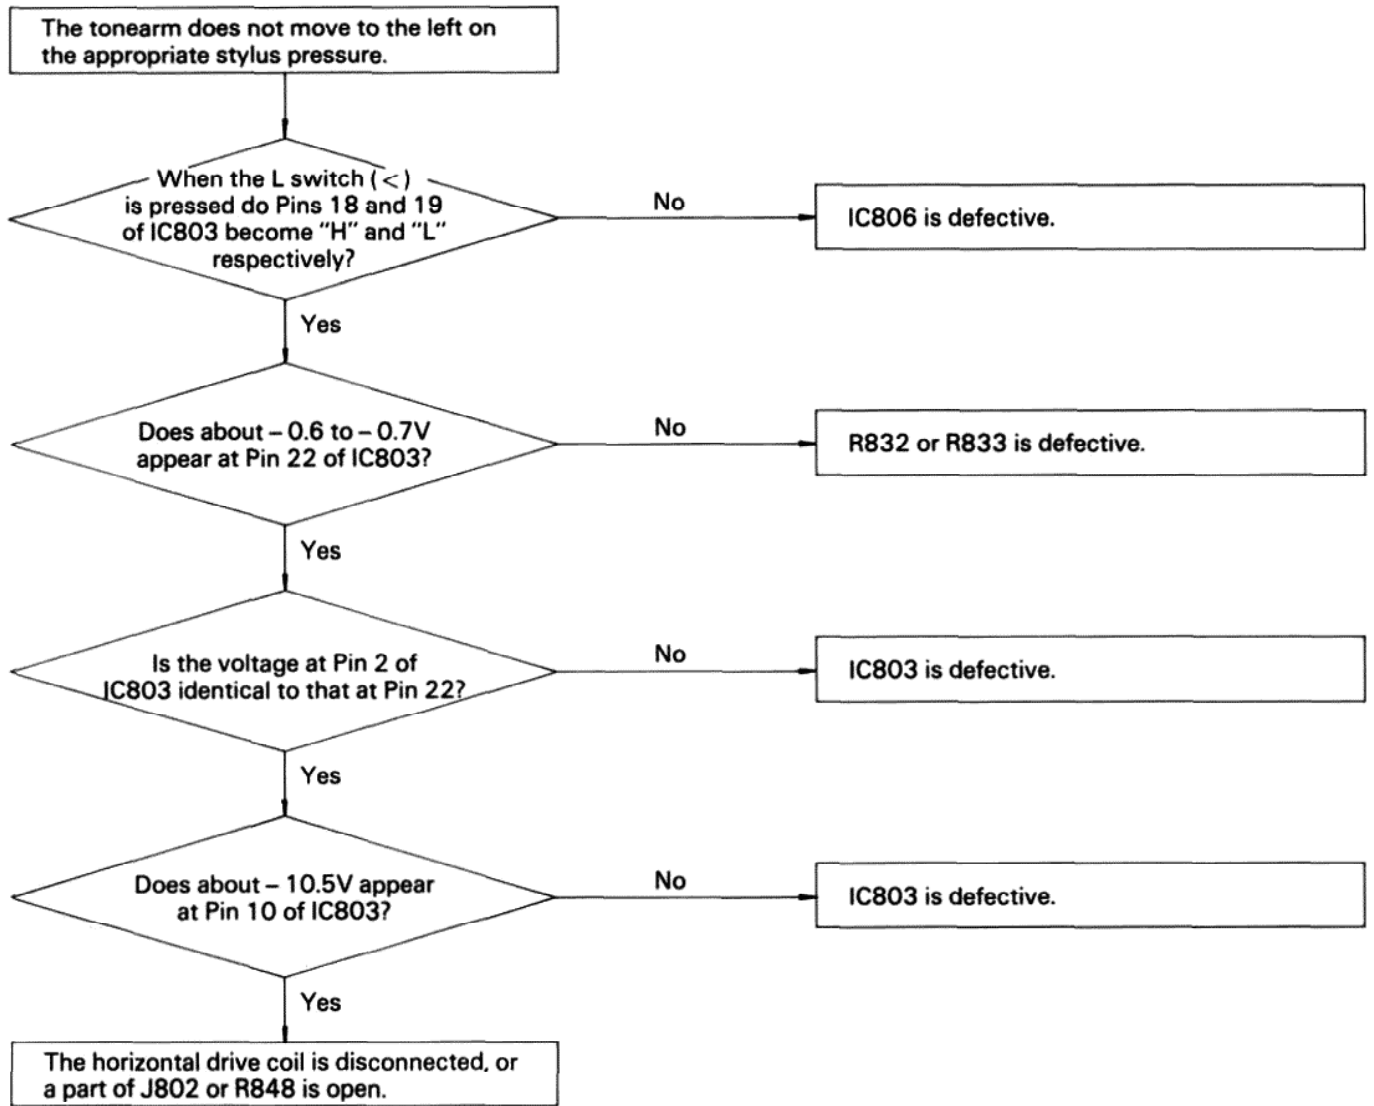 The tonearm does not move to the left on
the appropriate stylus pressure.
When the L switch (<)
is pressed do Pins 18 and 19
of IC803 become "H" and "L"
respectively?
No
IC806 is defective.
Yes
Does about – 0.6 to – 0.7V
appear at Pin 22 of IC803?
No
R832 or R833 is defective.
Yes
Is the voltage at Pin 2 of
IC803 identical to that at Pin 22?
No
IC803 is defective.
Yes
Does about – 10.5V appear
at Pin 10 of IC803?
No
IC803 is defective.
Yes
The horizontal drive coil is disconnected, or
a part of J802 or R848 is open.